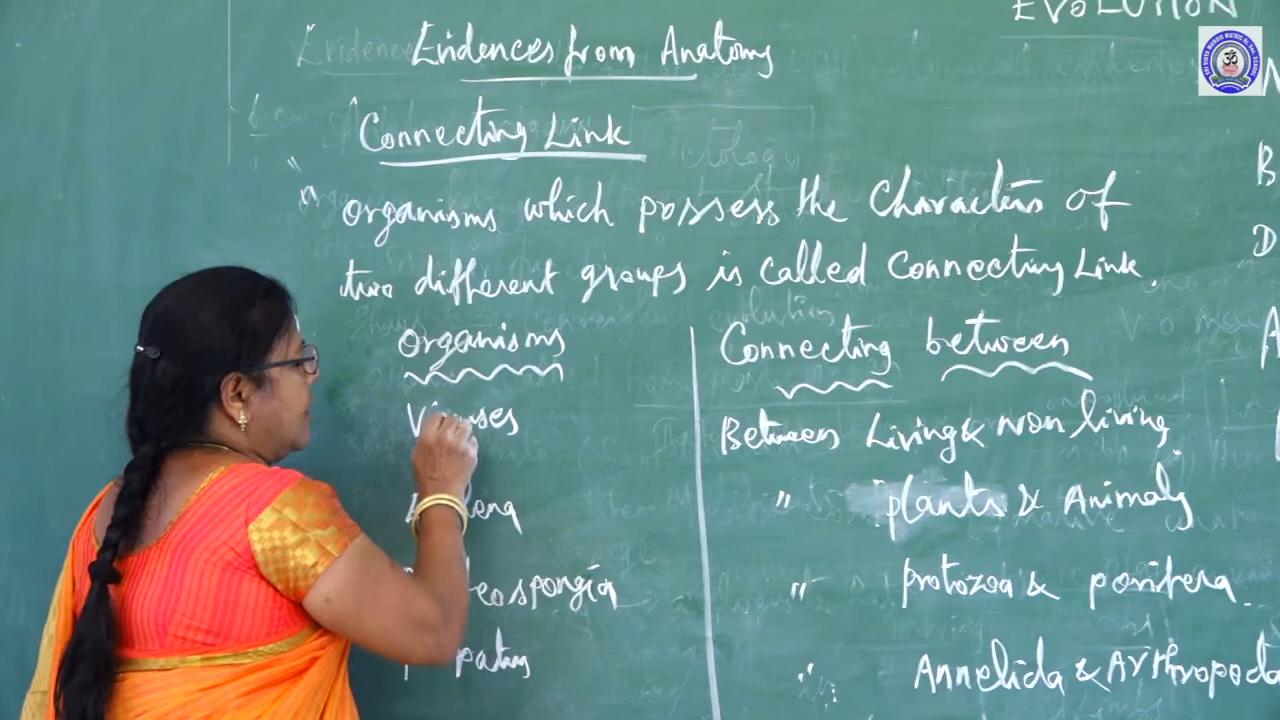 EVOLUTION
Evidences from Anatomy
Connecting Link
organisms which possess the characters of
two different groups is called connecting Link.
Organisms
Connecting between
Viruses
Between Living & Non living
" plants & Animals
" protozoa & porifera
" Annelida & Arthropoda